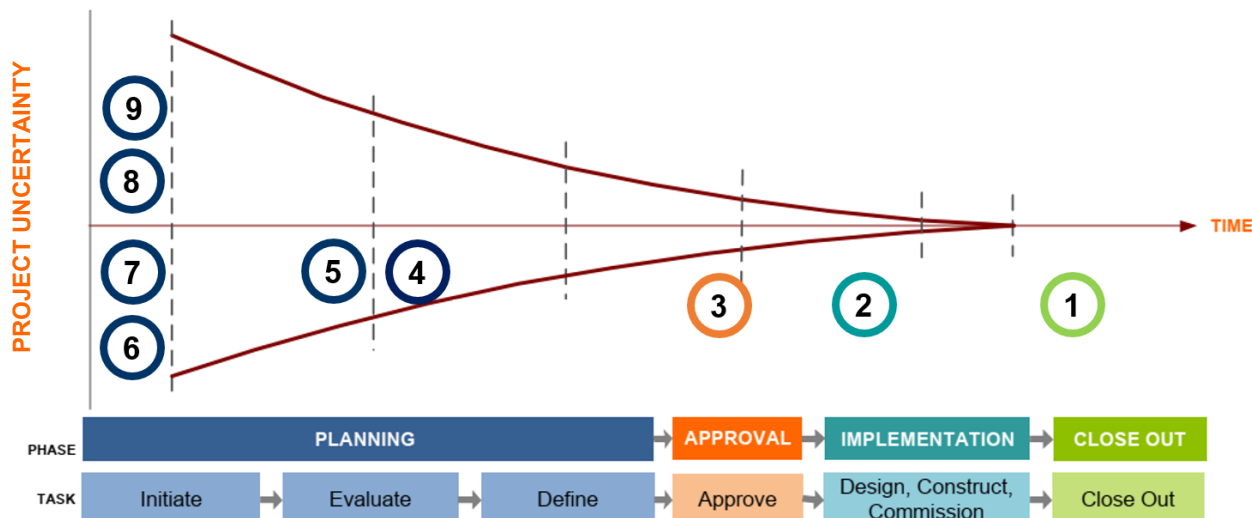 PROJECT UNCERTAINTY
9
8
7
6
5
4
3
2
1
TIME
PHASE
PLANNING
APPROVAL
IMPLEMENTATION
CLOSE OUT
TASK
Initiate
Evaluate
Define
Approve
Design, Construct,
Commission
Close Out